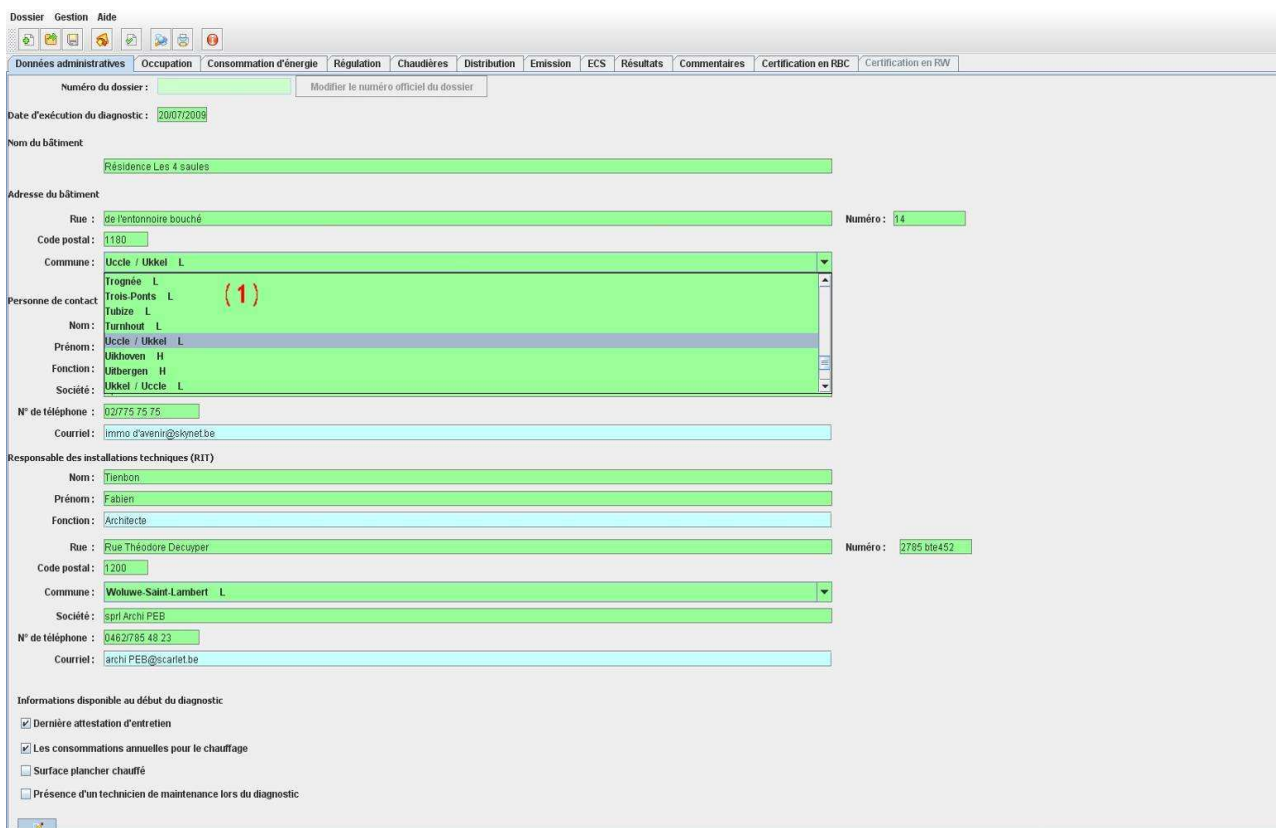 Dossier Gestion Aide
Données administratives Occupation Consommation d'énergie Régulation Chaudières Distribution Emission ECS Résultats Commentaires Certification en RBC Certification en RW
Numéro du dossier : Modifier le numéro officiel du dossier
Date d'exécution du diagnostic : 20/07/2009
Nom du bâtiment
Résidence Les 4 saules
Adresse du bâtiment
Rue : de l'entonnoire bouché Numéro : 14
Code postal : 1180
Commune : Uccle / Ukkel L
Trognée L
(1)
Personne de contact Trois-Ponts L
Tubize L
Nom : Turnhout L
Prénom : Uccle / Ukkel L
Uikhoven H
Fonction : Uitbergen H
Société : Ukkel / Uccle L
N° de téléphone : 02/775 75 75
Courriel : immo d'avenir@skynet.be
Responsable des installations techniques (RIT)
Nom : Tienbon
Prénom : Fabien
Fonction : Architecte
Rue : Rue Théodore Decuyper Numéro : 2785 bte452
Code postal : 1200
Commune : Woluwe-Saint-Lambert L
Société : sprl Archi PEB
N° de téléphone : 0462/785 48 23
Courriel : archi PEB@scarlet.be
Informations disponible au début du diagnostic
Dernière attestation d'entretien
Les consommations annuelles pour le chauffage
Surface plancher chauffé
Présence d'un technicien de maintenance lors du diagnostic